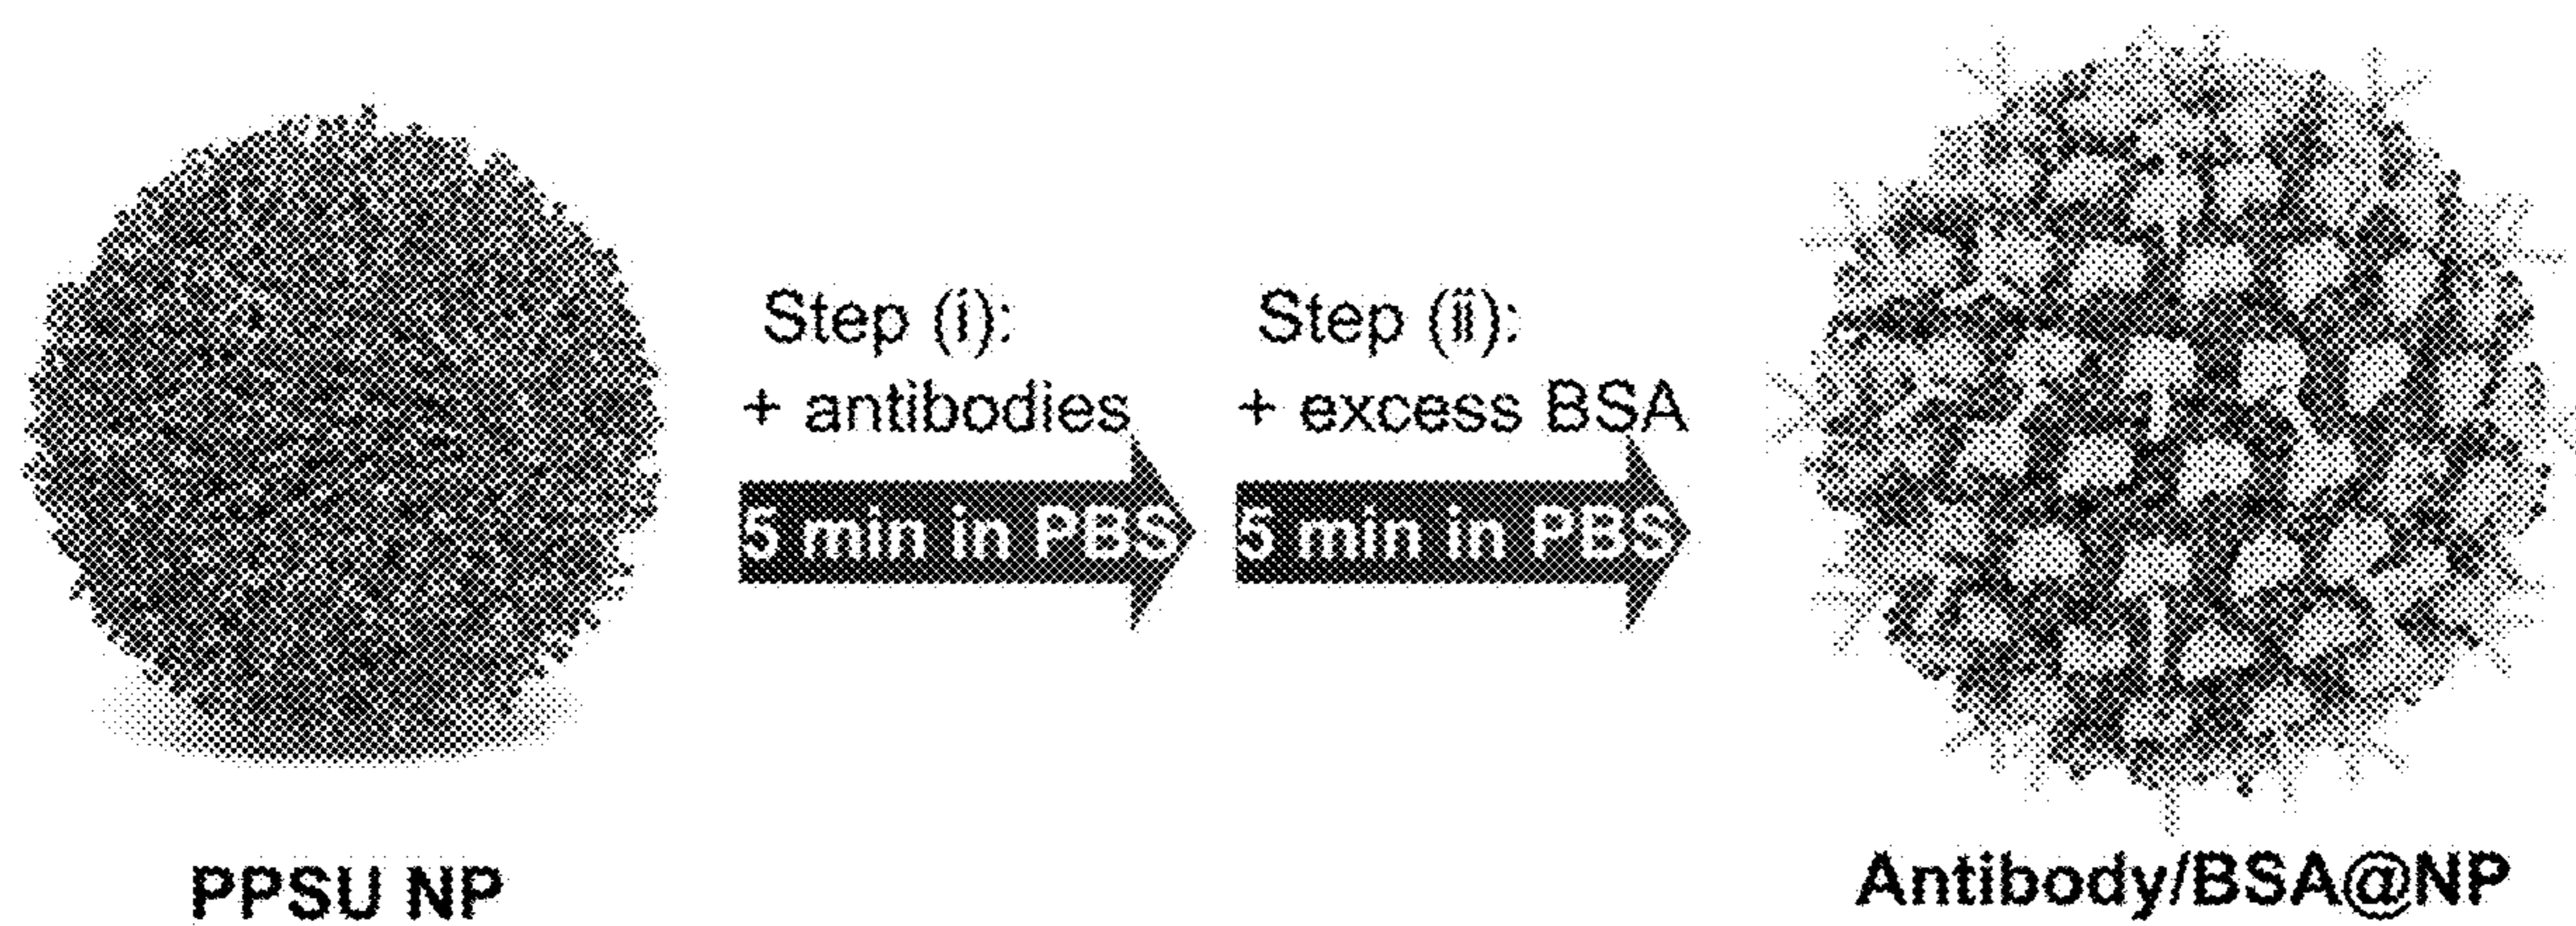 Step (i):
+ antibodies
5 min in PBS
Step (ii):
+ excess BSA
5 min in PBS
PPSU NP
Antibody/BSA@NP